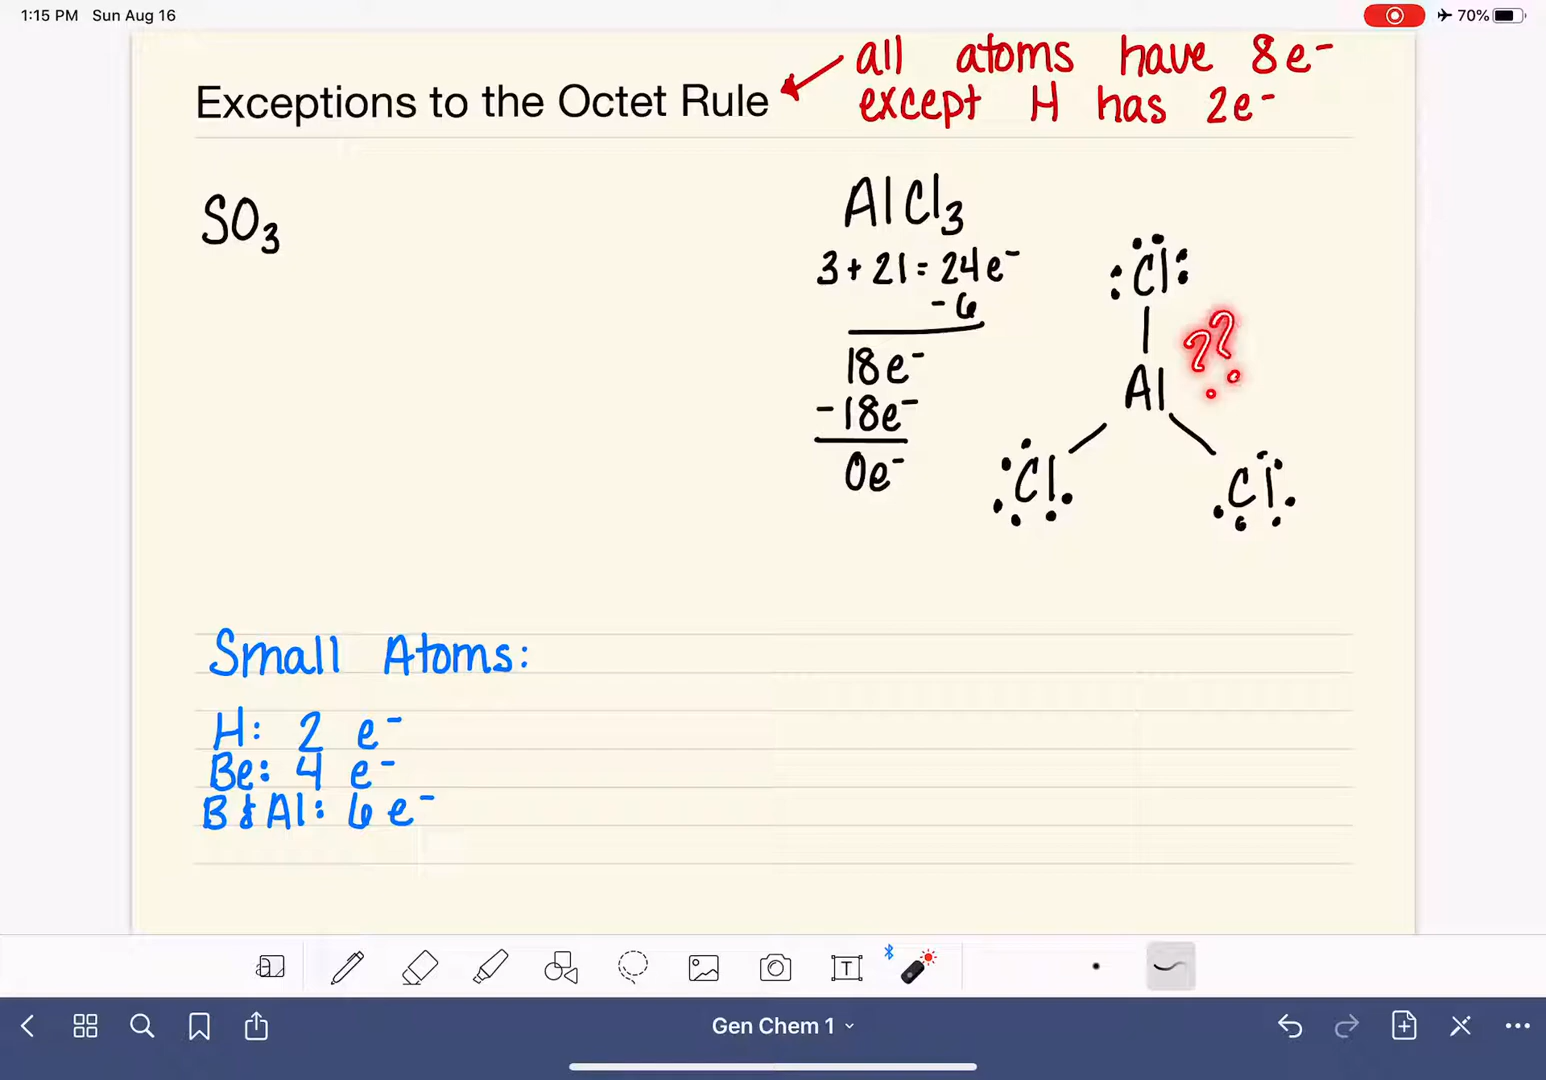 1:15 PM Sun Aug 16
70%
all atoms have 8e⁻
Exceptions to the Octet Rule
except H has 2e⁻
SO₃
AlCl₃
3 + 21 = 24e⁻
- 6
18e⁻
-18e⁻
0e⁻
Cl
??
Al
Cl Cl
Small Atoms:
H: 2 e⁻
Be: 4 e⁻
B & Al: 6 e⁻
T
Gen Chem 1